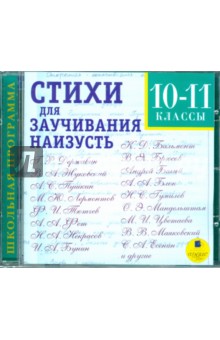 ШКОЛЬНАЯ ПРОГРАММА
СТИХИ
для
ЗАУЧИВАНИЯ
НАИЗУСТЬ
10-11
КЛАССЫ
Г. Р. Державин
В. А. Жуковский
А. С. Пушкин
М. Ю. Лермонтов
Ф. И. Тютчев
А. А. Фет
Н. А. Некрасов
И. А. Бунин
К. Д. Бальмонт
В. Я. Брюсов
Андрей Белый
А. А. Блок
Н. С. Гумилев
О. Э. Мандельштам
М. И. Цветаева
В. В. Маяковский
С. А. Есенин
и другие